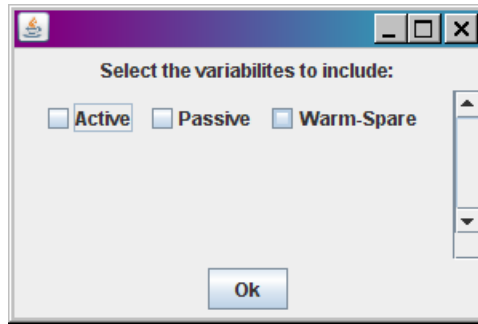 Select the variabilites to include:
Active Passive Warm-Spare
Ok